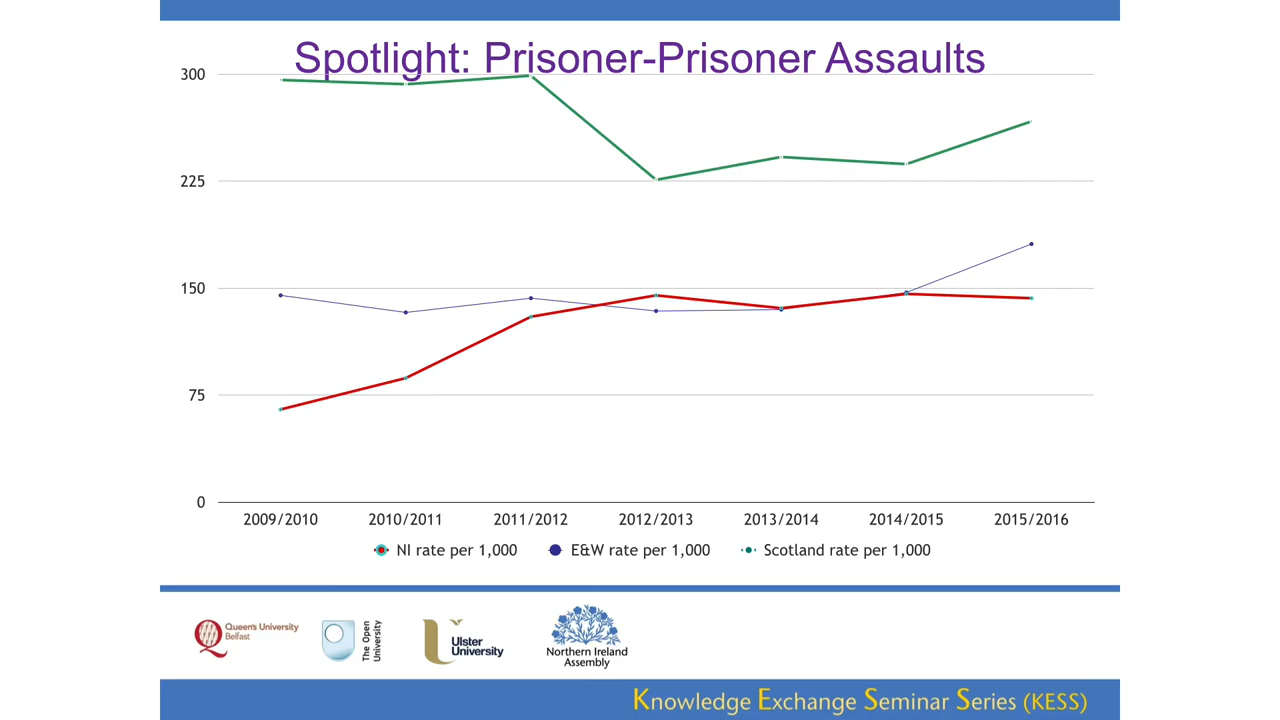 Spotlight: Prisoner-Prisoner Assaults
300
225
150
75
0
2009/2010 2010/2011 2011/2012 2012/2013 2013/2014 2014/2015 2015/2016
NI rate per 1,000 E&W rate per 1,000 Scotland rate per 1,000
Queen's University
Belfast
The Open
University
Ulster
University
Northern Ireland
Assembly
Knowledge Exchange Seminar Series (KESS)